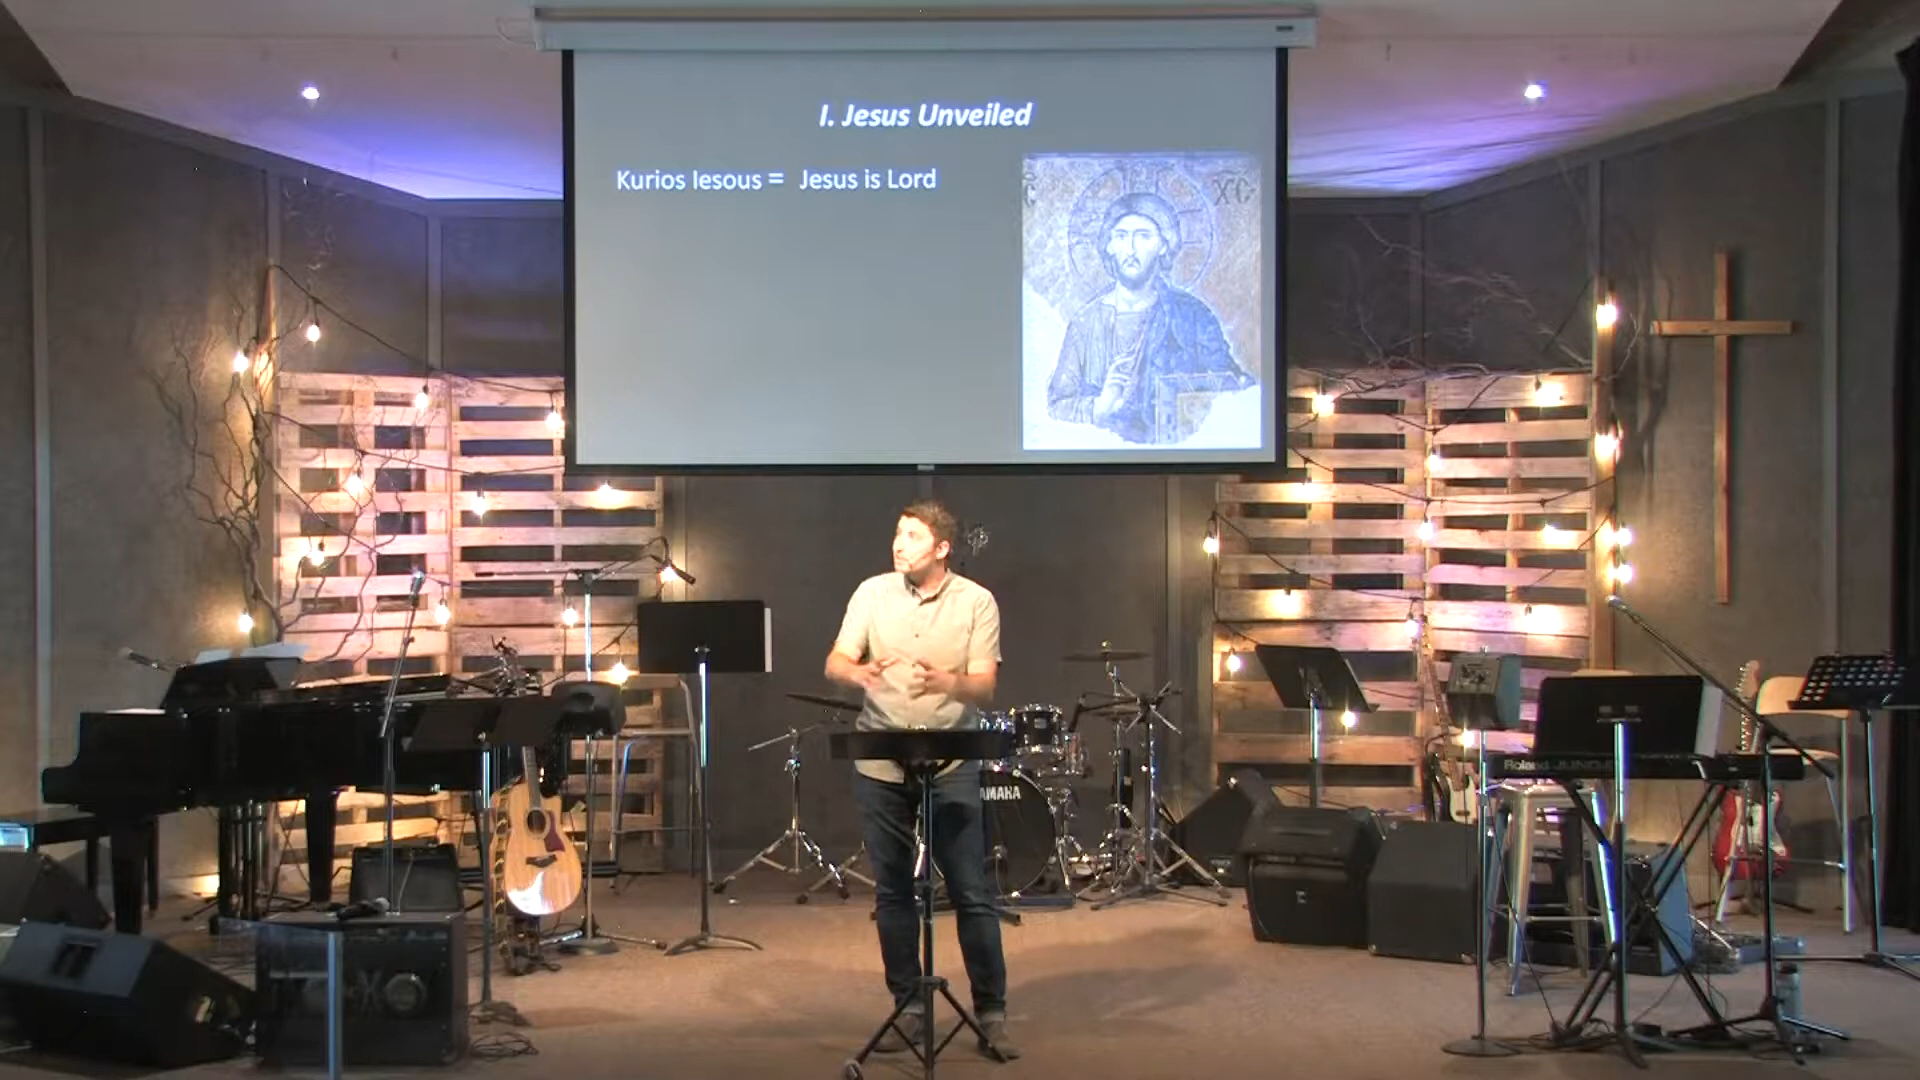 I. Jesus Unveiled
Kurios Iesous = Jesus is Lord
XC
YAMAHA
Roland JUNO